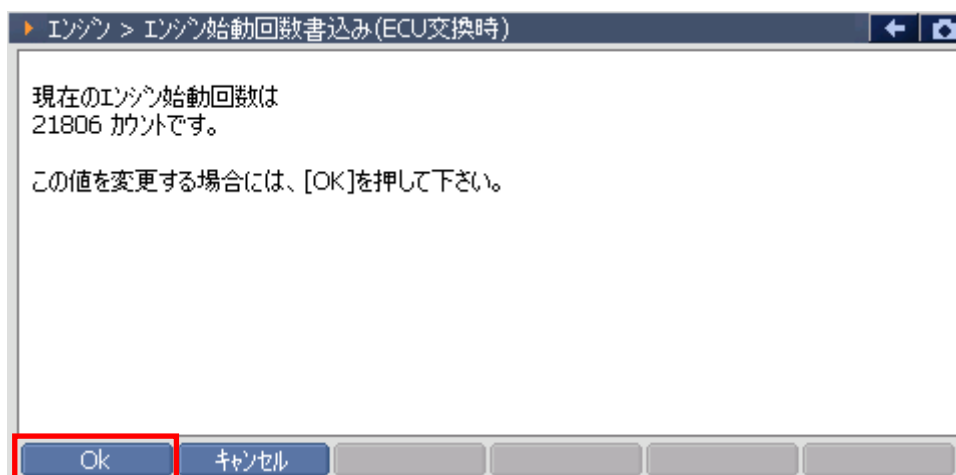 ｴﾝｼﾞﾝ > ｴﾝｼﾞﾝ始動回数書込み(ECU交換時)
現在のｴﾝｼﾞﾝ始動回数は
21806 ｶｳﾝﾄです。
この値を変更する場合には、[OK]を押して下さい。
Ok
ｷｬﾝｾﾙ